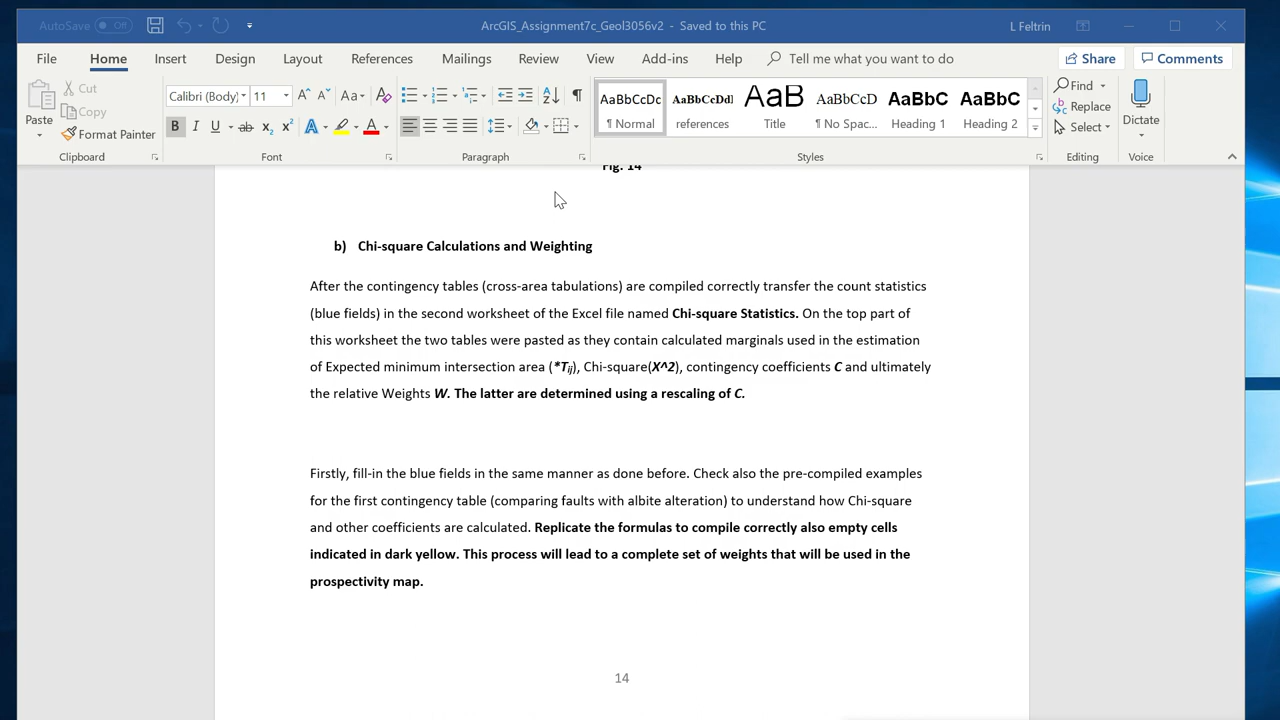 AutoSave Off
ArcGIS_Assignment7c_Geol3056v2 - Saved to this PC
L Feltrin
File Home Insert Design Layout References Mailings Review View Add-ins Help Tell me what you want to do Share Comments
Paste
Cut
Copy
Format Painter
Clipboard
Calibri (Body) 11
Font
Paragraph
AaBbCcDc AaBbCcDdl AaB AaBbCcD AaBbC AaBbC
¶ Normal references Title ¶ No Spac... Heading 1 Heading 2
Styles
Find
Replace
Select
Editing
Dictate
Voice
Fig. 14
b) Chi-square Calculations and Weighting
After the contingency tables (cross-area tabulations) are compiled correctly transfer the count statistics
(blue fields) in the second worksheet of the Excel file named Chi-square Statistics. On the top part of
this worksheet the two tables were pasted as they contain calculated marginals used in the estimation
of Expected minimum intersection area (*Tij), Chi-square(X^2), contingency coefficients C and ultimately
the relative Weights W. The latter are determined using a rescaling of C.
Firstly, fill-in the blue fields in the same manner as done before. Check also the pre-compiled examples
for the first contingency table (comparing faults with albite alteration) to understand how Chi-square
and other coefficients are calculated. Replicate the formulas to compile correctly also empty cells
indicated in dark yellow. This process will lead to a complete set of weights that will be used in the
prospectivity map.
14